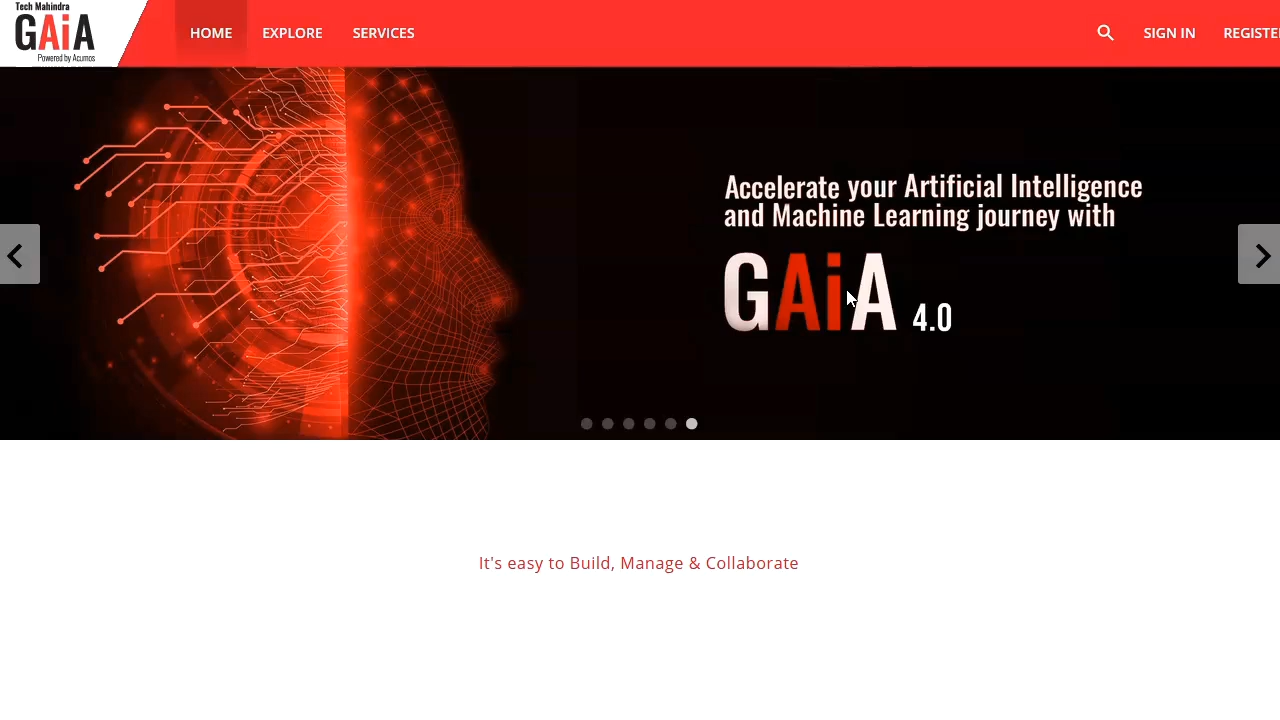 Tech Mahindra
GAiA
Powered by Acumos
HOME EXPLORE SERVICES SIGN IN REGISTE
Accelerate your Artificial Intelligence
and Machine Learning journey with
GAiA 4.0
It's easy to Build, Manage & Collaborate